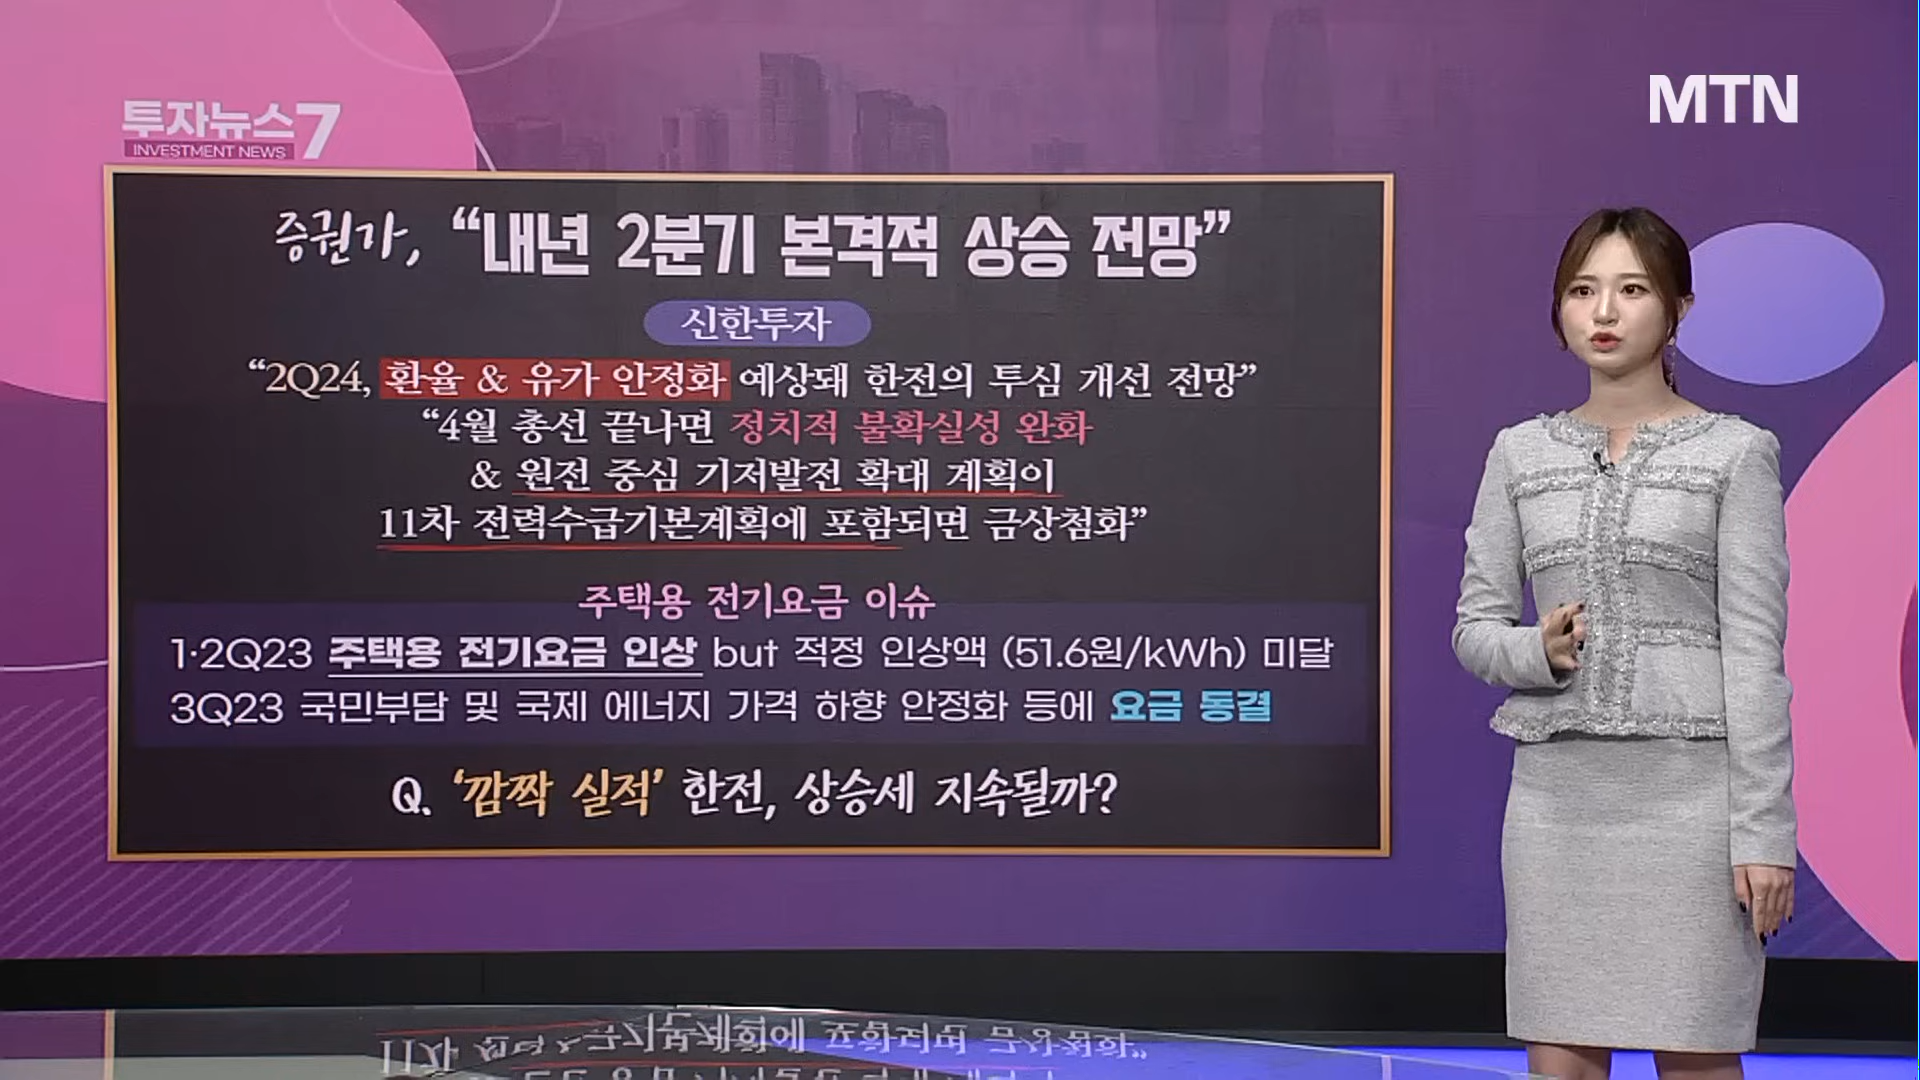 MTN
투자뉴스7
INVESTMENT NEWS
증권가, “내년 2분기 본격적 상승 전망”
신한투자
“2Q24, 환율 & 유가 안정화 예상돼 한전의 투심 개선 전망”
“4월 총선 끝나면 정치적 불확실성 완화
& 원전 중심 기저발전 확대 계획이
11차 전력수급기본계획에 포함되면 금상첨화”
주택용 전기요금 이슈
1·2Q23 주택용 전기요금 인상 but 적정 인상액 (51.6원/kWh) 미달
3Q23 국민부담 및 국제 에너지 가격 하향 안정화 등에 요금 동결
Q. ‘깜짝 실적’ 한전, 상승세 지속될까?